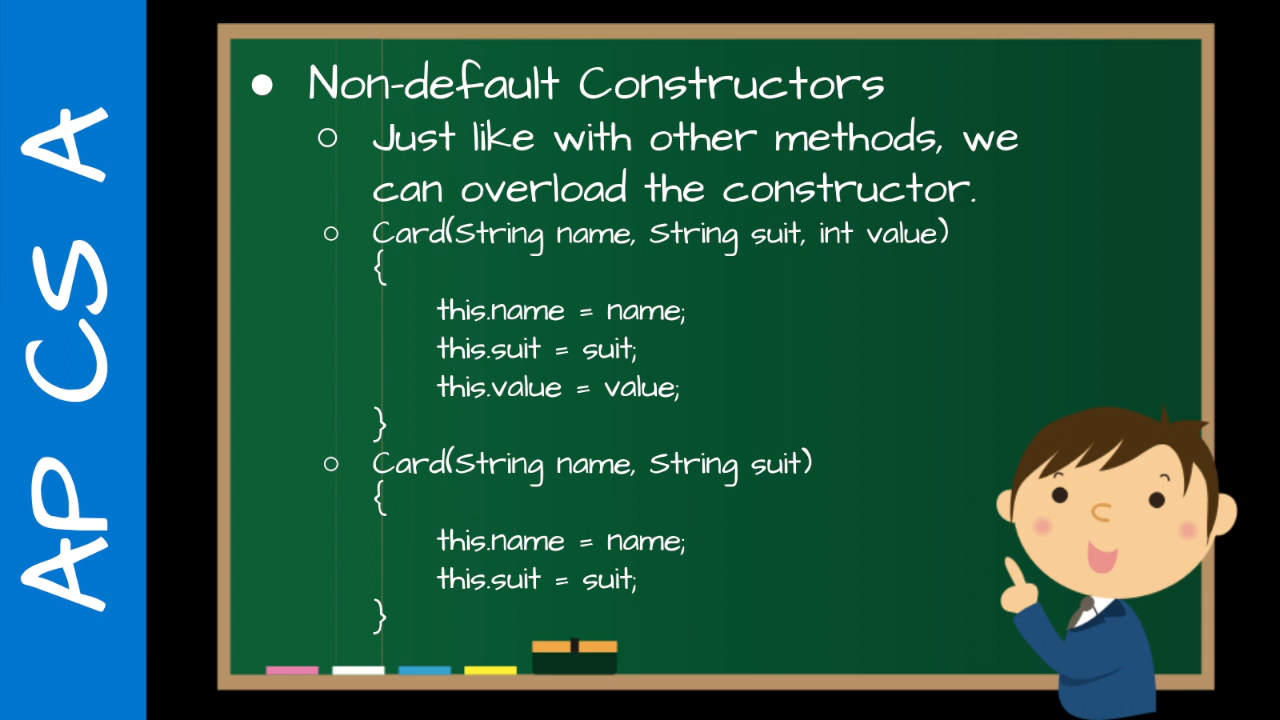 AP CS A
● Non-default Constructors
○ Just like with other methods, we
can overload the constructor.
○ Card(String name, String suit, int value)
{
this.name = name;
this.suit = suit;
this.value = value;
}
○ Card(String name, String suit)
{
this.name = name;
this.suit = suit;
}